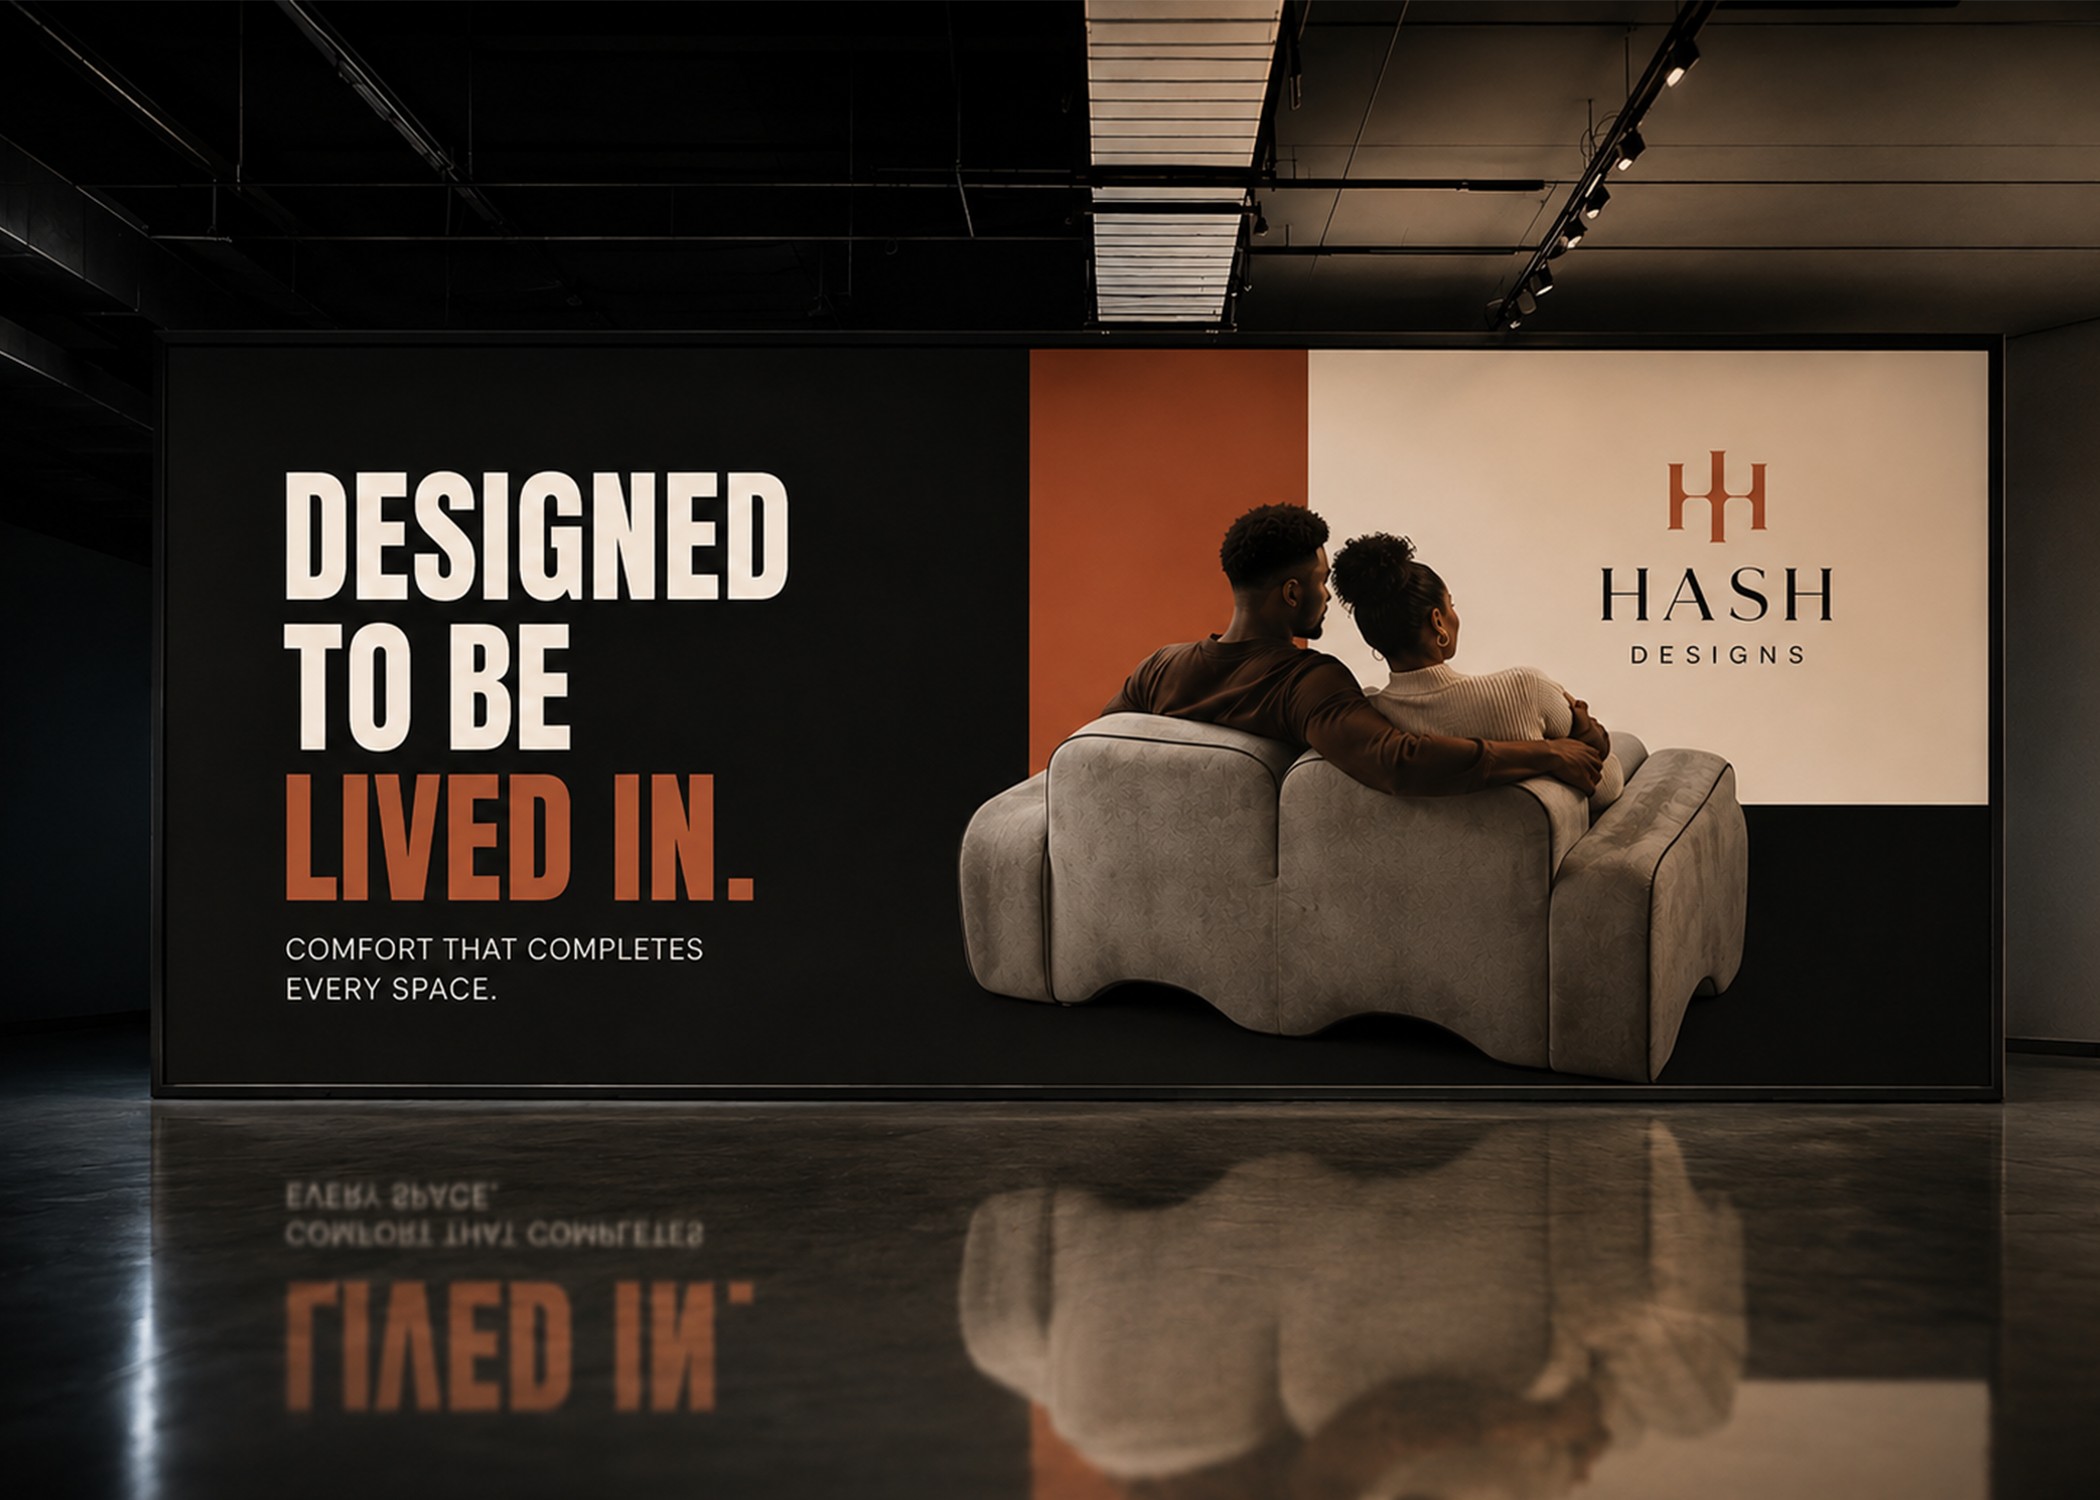 DESIGNED
TO BE
LIVED IN.
COMFORT THAT COMPLETES
EVERY SPACE.
HASH
DESIGNS